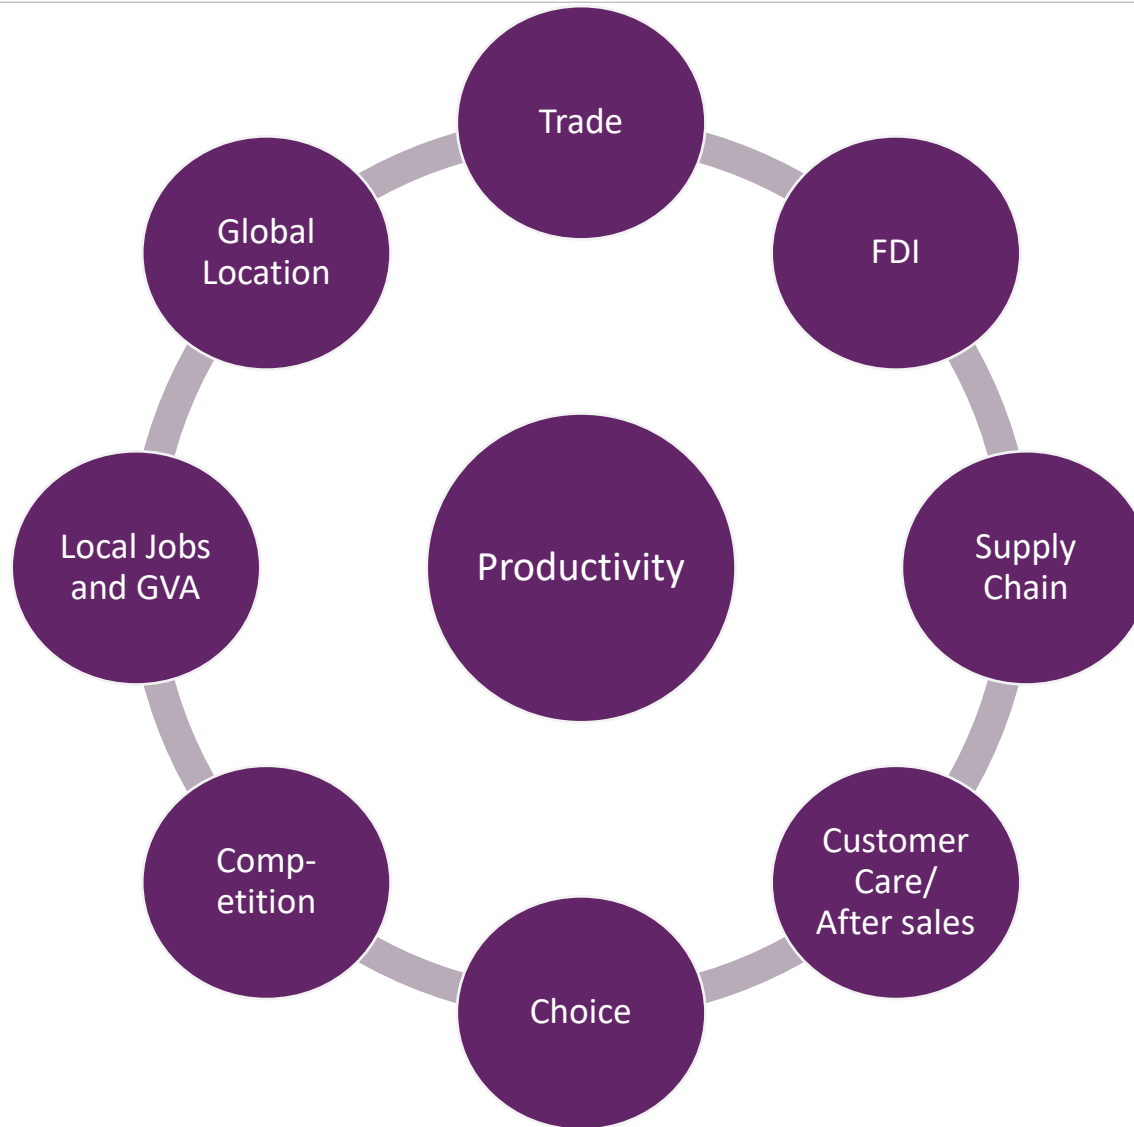 Trade
FDI
Supply
Chain
Customer
Care/
After sales
Choice
Comp-
etition
Local Jobs
and GVA
Global
Location
Productivity